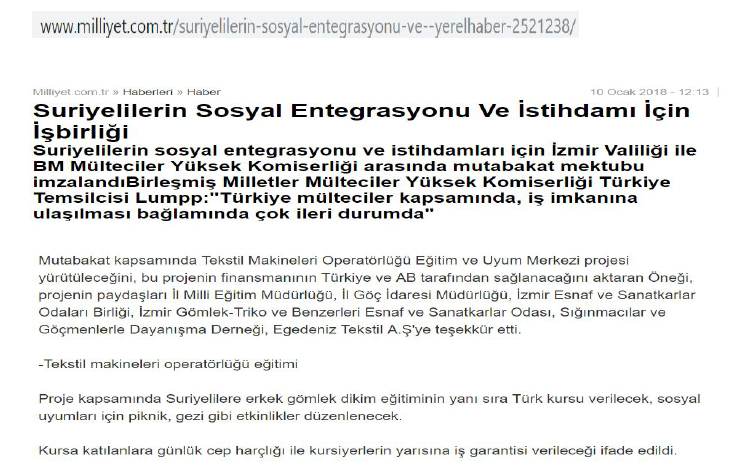 www.milliyet.com.tr/suriyelilerin-sosyal-entegrasyonu-ve--yerelhaber-2521238/
Milliyet.com.tr » Haberleri » Haber
10 Ocak 2018 - 12:13
Suriyelilerin Sosyal Entegrasyonu Ve İstihdamı İçin
İşbirliği
Suriyelilerin sosyal entegrasyonu ve istihdamları için İzmir Valiliği ile
BM Mülteciler Yüksek Komiserliği arasında mutabakat mektubu
imzalandıBirleşmiş Milletler Mülteciler Yüksek Komiserliği Türkiye
Temsilcisi Lumpp:"Türkiye mülteciler kapsamında, iş imkanına
ulaşılması bağlamında çok ileri durumda"
Mutabakat kapsamında Tekstil Makineleri Operatörlüğü Eğitim ve Uyum Merkezi projesi
yürütüleceğini, bu projenin finansmanının Türkiye ve AB tarafından sağlanacağını aktaran Öneği,
projenin paydaşları İl Milli Eğitim Müdürlüğü, İl Göç İdaresi Müdürlüğü, İzmir Esnaf ve Sanatkarlar
Odaları Birliği, İzmir Gömlek-Triko ve Benzerleri Esnaf ve Sanatkarlar Odası, Sığınmacılar ve
Göçmenlerle Dayanışma Derneği, Egedeniz Tekstil A.Ş'ye teşekkür etti.
-Tekstil makineleri operatörlüğü eğitimi
Proje kapsamında Suriyelilere erkek gömlek dikim eğitiminin yanı sıra Türk kursu verilecek, sosyal
uyumları için piknik, gezi gibi etkinlikler düzenlenecek.
Kursa katılanlara günlük cep harçlığı ile kursiyerlerin yarısına iş garantisi verileceği ifade edildi.